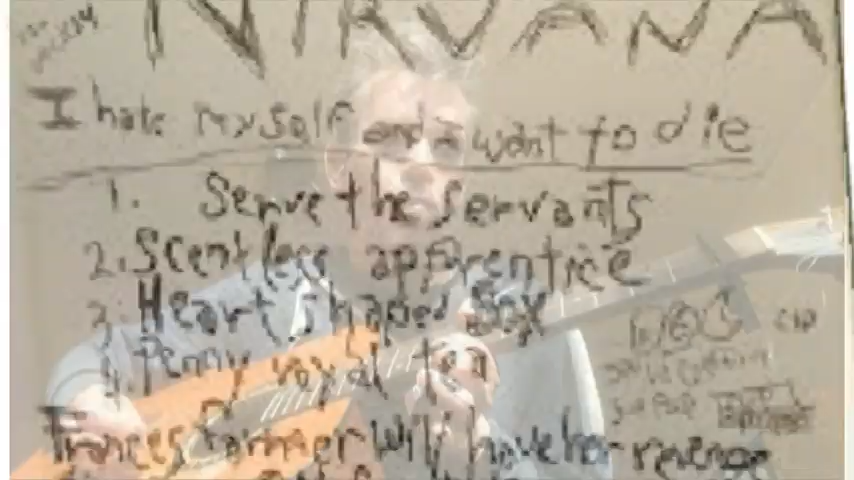 NIRVANA
I hate myself and want to die
1. Serve the servants
2. Scentless apprentice
3. Heart shaped Box
4. Penny royal tea
Frances farmer will have her revenge